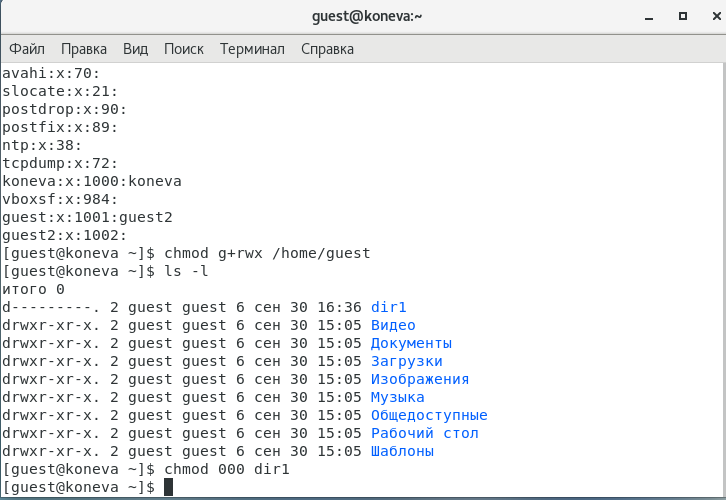 guest@koneva:~
Файл Правка Вид Поиск Терминал Справка
avahi:x:70:
slocate:x:21:
postdrop:x:90:
postfix:x:89:
ntp:x:38:
tcpdump:x:72:
koneva:x:1000:koneva
vboxsf:x:984:
guest:x:1001:guest2
guest2:x:1002:
[guest@koneva ~]$ chmod g+rwx /home/guest
[guest@koneva ~]$ ls -l
итого 0
d---------. 2 guest guest 6 сен 30 16:36 dir1
drwxr-xr-x. 2 guest guest 6 сен 30 15:05 Видео
drwxr-xr-x. 2 guest guest 6 сен 30 15:05 Документы
drwxr-xr-x. 2 guest guest 6 сен 30 15:05 Загрузки
drwxr-xr-x. 2 guest guest 6 сен 30 15:05 Изображения
drwxr-xr-x. 2 guest guest 6 сен 30 15:05 Музыка
drwxr-xr-x. 2 guest guest 6 сен 30 15:05 Общедоступные
drwxr-xr-x. 2 guest guest 6 сен 30 15:05 Рабочий стол
drwxr-xr-x. 2 guest guest 6 сен 30 15:05 Шаблоны
[guest@koneva ~]$ chmod 000 dir1
[guest@koneva ~]$